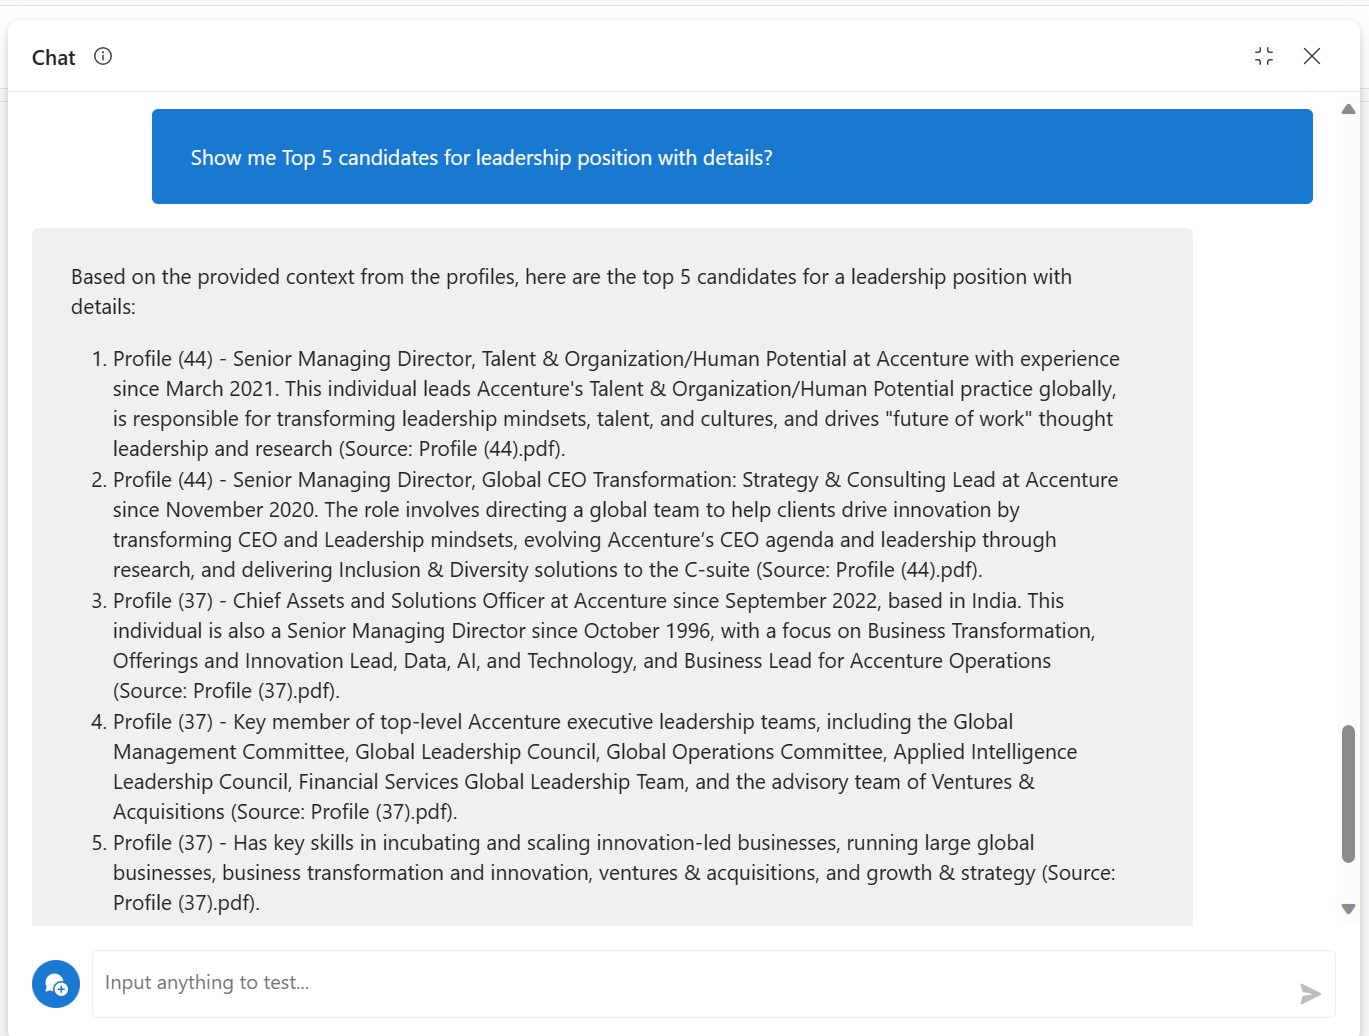 Chat
Show me Top 5 candidates for leadership position with details?
Based on the provided context from the profiles, here are the top 5 candidates for a leadership position with
details:
1. Profile (44) - Senior Managing Director, Talent & Organization/Human Potential at Accenture with experience
since March 2021. This individual leads Accenture's Talent & Organization/Human Potential practice globally,
is responsible for transforming leadership mindsets, talent, and cultures, and drives "future of work" thought
leadership and research (Source: Profile (44).pdf).
2. Profile (44) - Senior Managing Director, Global CEO Transformation: Strategy & Consulting Lead at Accenture
since November 2020. The role involves directing a global team to help clients drive innovation by
transforming CEO and Leadership mindsets, evolving Accenture’s CEO agenda and leadership through
research, and delivering Inclusion & Diversity solutions to the C-suite (Source: Profile (44).pdf).
3. Profile (37) - Chief Assets and Solutions Officer at Accenture since September 2022, based in India. This
individual is also a Senior Managing Director since October 1996, with a focus on Business Transformation,
Offerings and Innovation Lead, Data, AI, and Technology, and Business Lead for Accenture Operations
(Source: Profile (37).pdf).
4. Profile (37) - Key member of top-level Accenture executive leadership teams, including the Global
Management Committee, Global Leadership Council, Global Operations Committee, Applied Intelligence
Leadership Council, Financial Services Global Leadership Team, and the advisory team of Ventures &
Acquisitions (Source: Profile (37).pdf).
5. Profile (37) - Has key skills in incubating and scaling innovation-led businesses, running large global
businesses, business transformation and innovation, ventures & acquisitions, and growth & strategy (Source:
Profile (37).pdf).
Input anything to test...